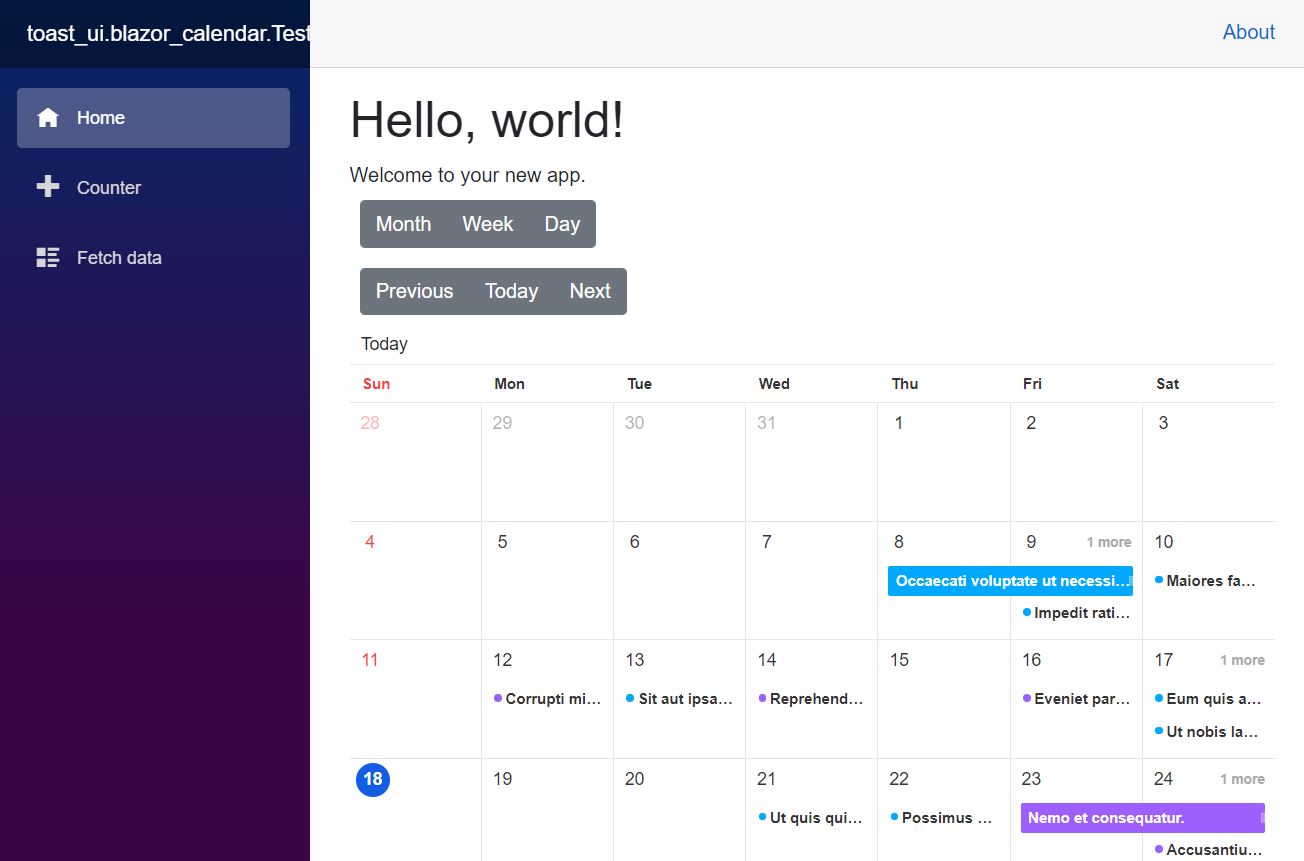 toast_ui.blazor_calendar.Test
About
Home
Counter
Fetch data
Hello, world!
Welcome to your new app.
Month Week Day
Previous Today Next
Today
Sun Mon Tue Wed Thu Fri Sat
28 29 30 31 1 2 3
4 5 6 7 8 9 1 more 10
Occaecati voluptate ut necessi... Maiores fa...
Impedit rati...
11 12 13 14 15 16 17 1 more
Corrupti mi... Sit aut ipsa... Reprehend... Eveniet par... Eum quis a...
Ut nobis la...
18 19 20 21 22 23 24 1 more
Ut quis qui... Possimus ... Nemo et consequatur.
Accusantiu...